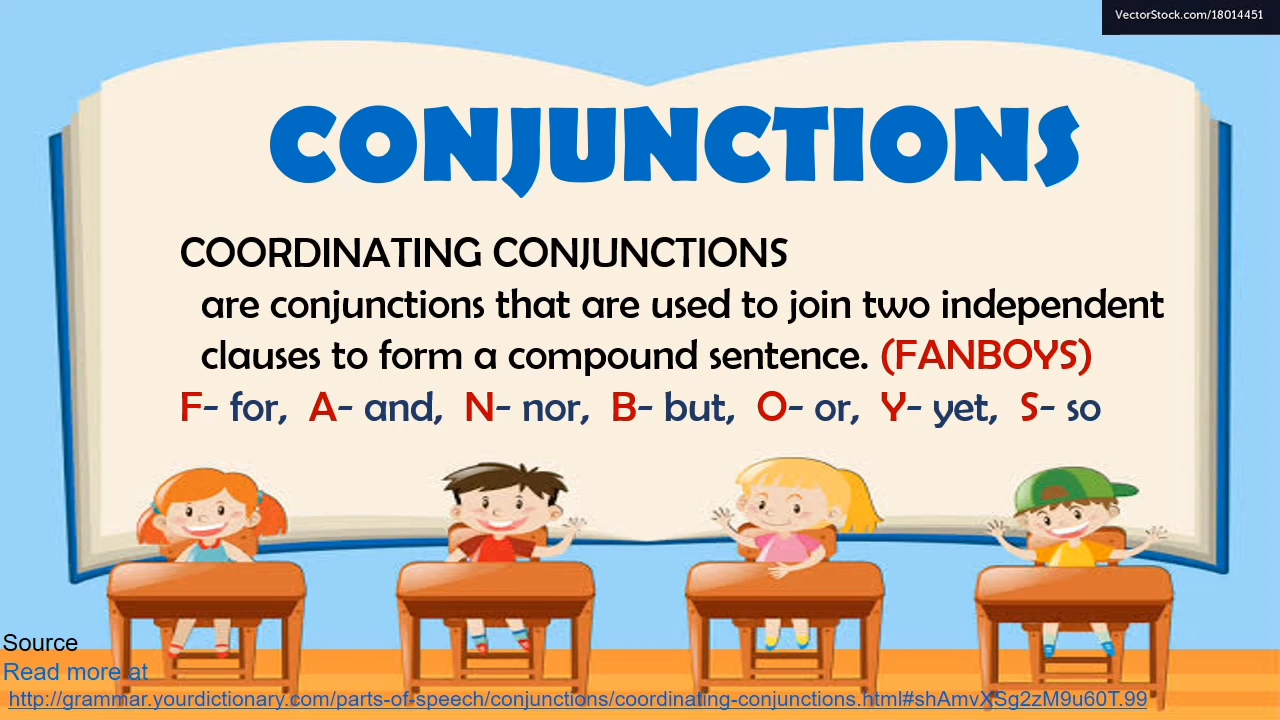 VectorStock.com/18014451
CONJUNCTIONS
COORDINATING CONJUNCTIONS
are conjunctions that are used to join two independent
clauses to form a compound sentence. (FANBOYS)
F- for, A- and, N- nor, B- but, O- or, Y- yet, S- so
Source
Read more at
http://grammar.yourdictionary.com/parts-of-speech/conjunctions/coordinating-conjunctions.html#shAmvXSg2zM9u60T.99